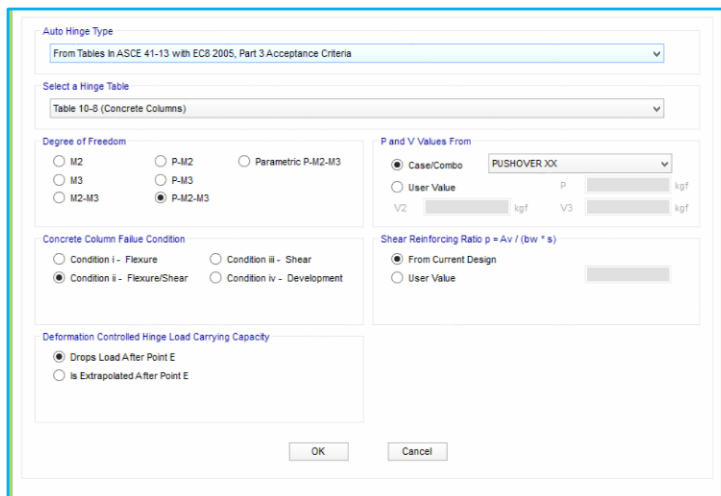 Auto Hinge Type
From Tables In ASCE 41-13 with EC8 2005, Part 3 Acceptance Criteria
Select a Hinge Table
Table 10-8 (Concrete Columns)
Degree of Freedom
M2
P-M2
Parametric P-M2-M3
M3
P-M3
M2-M3
P-M2-M3
P and V Values From
Case/Combo
PUSHOVER XX
User Value
P
kgf
V2
kgf
V3
kgf
Concrete Column Failue Condition
Condition i - Flexure
Condition iii - Shear
Condition ii - Flexure/Shear
Condition iv - Development
Shear Reinforcing Ratio p = Av / (bw * s)
From Current Design
User Value
Deformation Controlled Hinge Load Carrying Capacity
Drops Load After Point E
Is Extrapolated After Point E
OK
Cancel